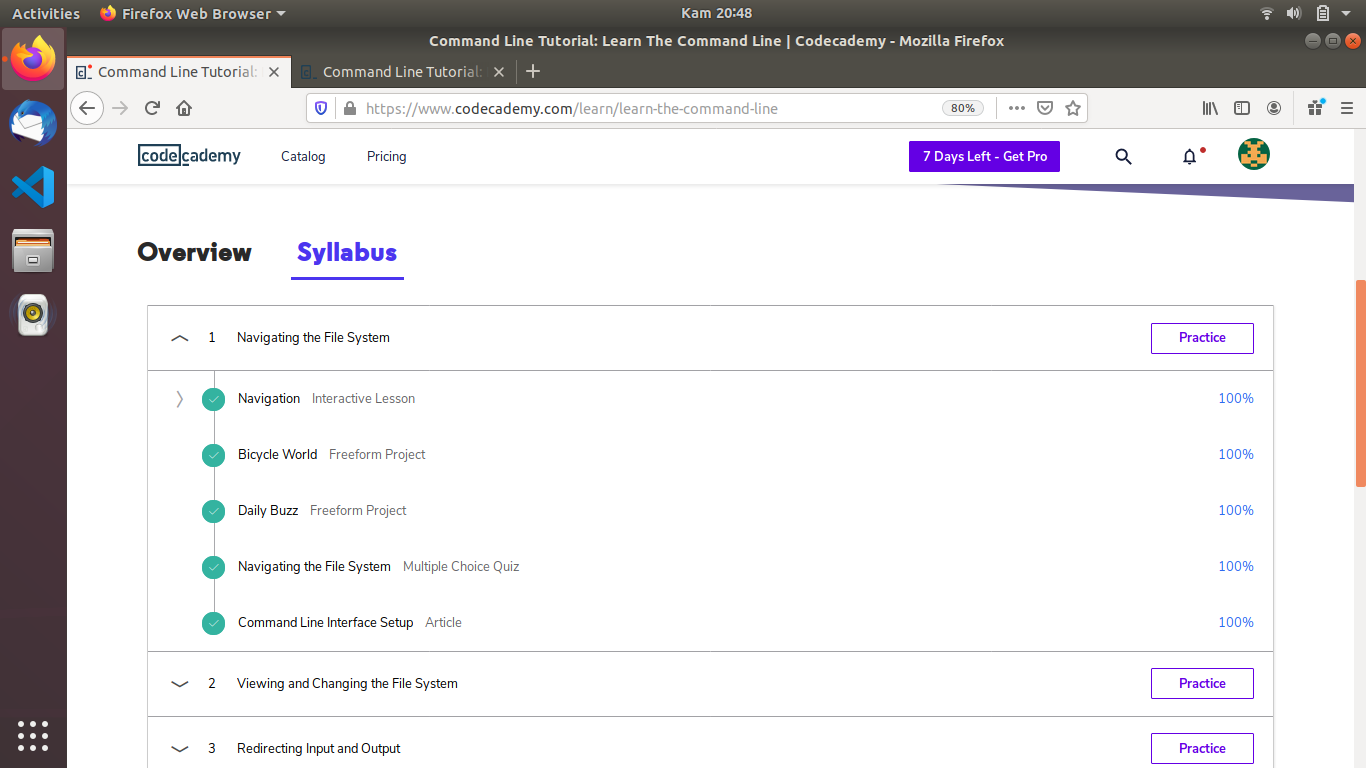 Activities Firefox Web Browser Kam 20:48
Command Line Tutorial: Learn The Command Line | Codecademy - Mozilla Firefox
Command Line Tutorial: Command Line Tutorial:
https://www.codecademy.com/learn/learn-the-command-line 80%
codecademy Catalog Pricing 7 Days Left - Get Pro
Overview Syllabus
1 Navigating the File System Practice
Navigation Interactive Lesson 100%
Bicycle World Freeform Project 100%
Daily Buzz Freeform Project 100%
Navigating the File System Multiple Choice Quiz 100%
Command Line Interface Setup Article 100%
2 Viewing and Changing the File System Practice
3 Redirecting Input and Output Practice